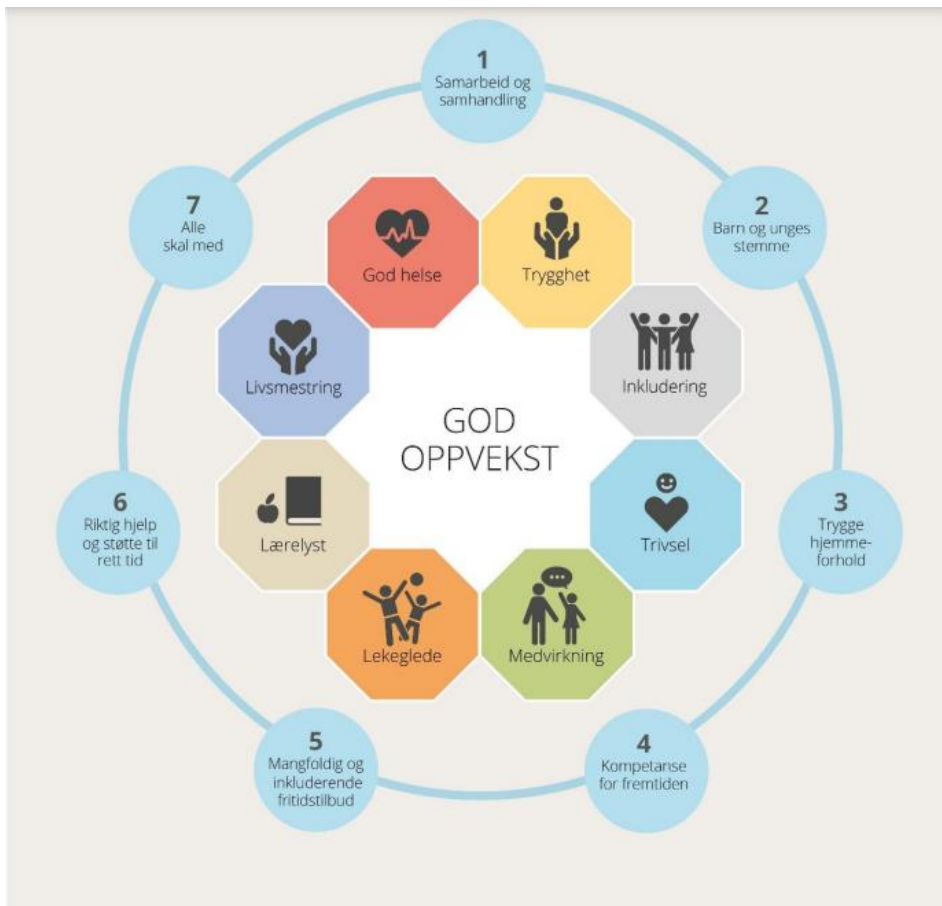 1
Samarbeid og
samhandling
2
Barn og unges
stemme
3
Trygge
hjemme-
forhold
4
Kompetanse
for fremtiden
5
Mangfoldig og
inkluderende
fritidstilbud
6
Riktig hjelp
og støtte til
rett tid
7
Alle
skal med
God helse
Trygghet
Inkludering
Trivsel
Medvirkning
Lekeglede
Lærelyst
Livsmestring
GOD
OPPVEKST